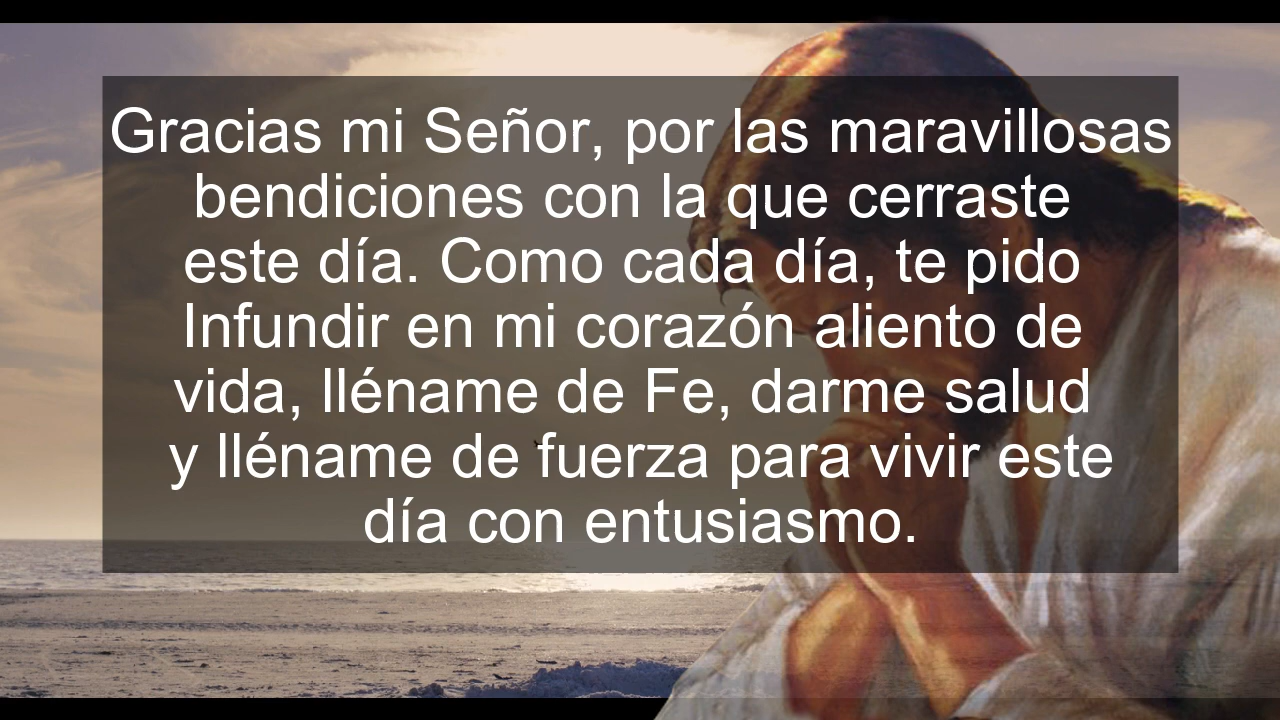 Gracias mi Señor, por las maravillosas
bendiciones con la que cerraste
este día. Como cada día, te pido
Infundir en mi corazón aliento de
vida, lléname de Fe, darme salud
y lléname de fuerza para vivir este
día con entusiasmo.